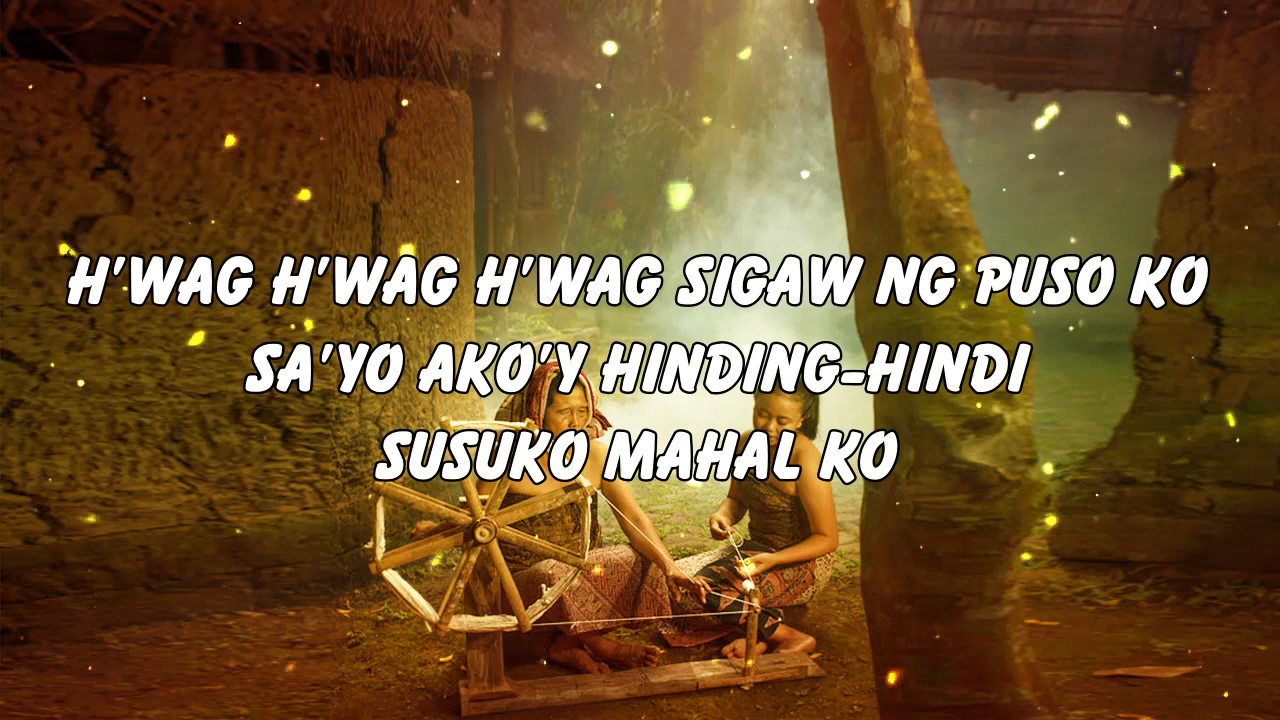 H'WAG H'WAG H'WAG SIGAW NG PUSO KO
SA'YO AKO'Y HINDING-HINDI
SUSUKO MAHAL KO